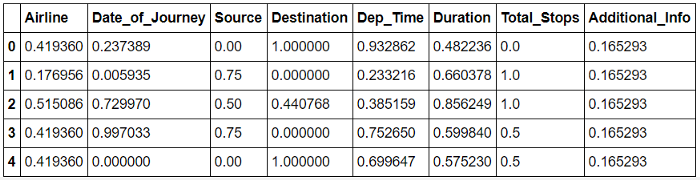 Airline Date_of_Journey Source Destination Dep_Time Duration Total_Stops Additional_Info
0 0.419360 0.237389 0.00 1.000000 0.932862 0.482236 0.0 0.165293
1 0.176956 0.005935 0.75 0.000000 0.233216 0.660378 1.0 0.165293
2 0.515086 0.729970 0.50 0.440768 0.385159 0.856249 1.0 0.165293
3 0.419360 0.997033 0.75 0.000000 0.752650 0.599840 0.5 0.165293
4 0.419360 0.000000 0.00 1.000000 0.699647 0.575230 0.5 0.165293